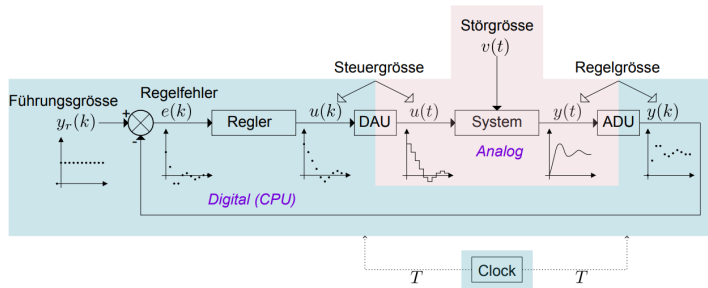 Störgrösse
v(t)
Steuergrösse
Regelgrösse
Führungsgrösse
Regelfehler
y_r(k)
+
-
e(k)
Regler
u(k)
DAU
u(t)
System
y(t)
ADU
y(k)
Analog
Digital (CPU)
T
Clock
T